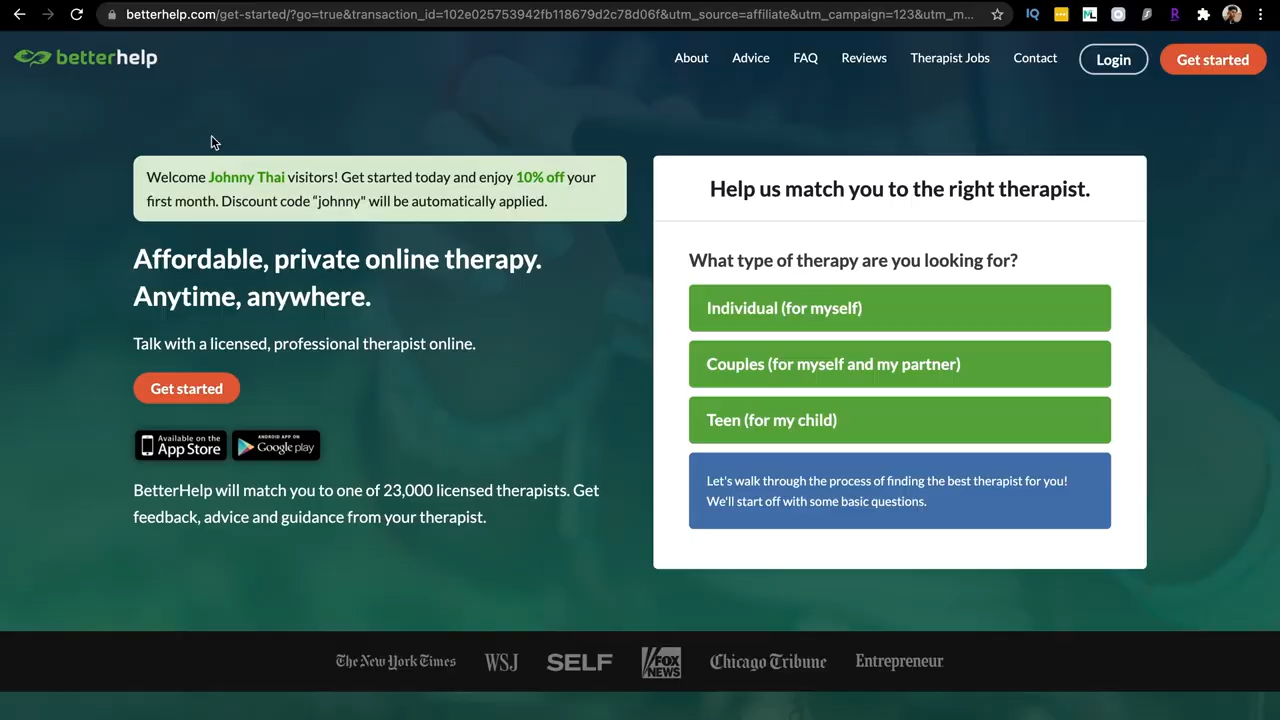 betterhelp.com/get-started/?go=true&transaction_id=102e025753942fb118679d2c78d06f&utm_source=affiliate&utm_campaign=123&utm_m...
betterhelp
About
Advice
FAQ
Reviews
Therapist Jobs
Contact
Login
Get started
Welcome Johnny Thai visitors! Get started today and enjoy 10% off your
first month. Discount code “johnny" will be automatically applied.
Affordable, private online therapy.
Anytime, anywhere.
Talk with a licensed, professional therapist online.
Get started
Available on the
App Store
ANDROID APP ON
Google play
BetterHelp will match you to one of 23,000 licensed therapists. Get
feedback, advice and guidance from your therapist.
Help us match you to the right therapist.
What type of therapy are you looking for?
Individual (for myself)
Couples (for myself and my partner)
Teen (for my child)
Let's walk through the process of finding the best therapist for you!
We'll start off with some basic questions.
The New York Times
WSJ
SELF
FOX
NEWS
Chicago Tribune
Entrepreneur